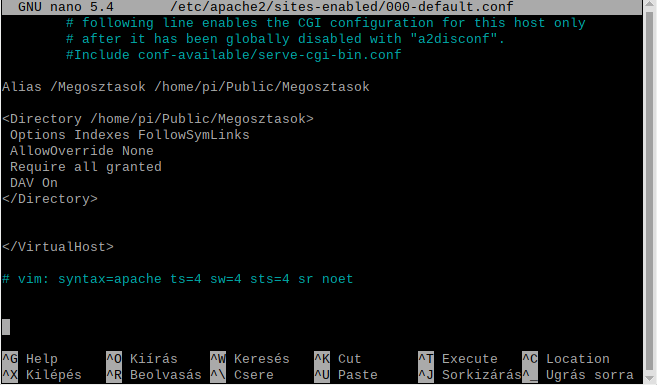 GNU nano 5.4 /etc/apache2/sites-enabled/000-default.conf
# following line enables the CGI configuration for this host only
# after it has been globally disabled with "a2disconf".
#Include conf-available/serve-cgi-bin.conf
Alias /Megosztasok /home/pi/Public/Megosztasok
<Directory /home/pi/Public/Megosztasok>
Options Indexes FollowSymLinks
AllowOverride None
Require all granted
DAV On
</Directory>
</VirtualHost>
# vim: syntax=apache ts=4 sw=4 sts=4 sr noet
^G Help ^O Kiírás ^W Keresés ^K Cut ^T Execute ^C Location
^X Kilépés ^R Beolvasás ^\ Csere ^U Paste ^J Sorkizárás ^_ Ugrás sorra